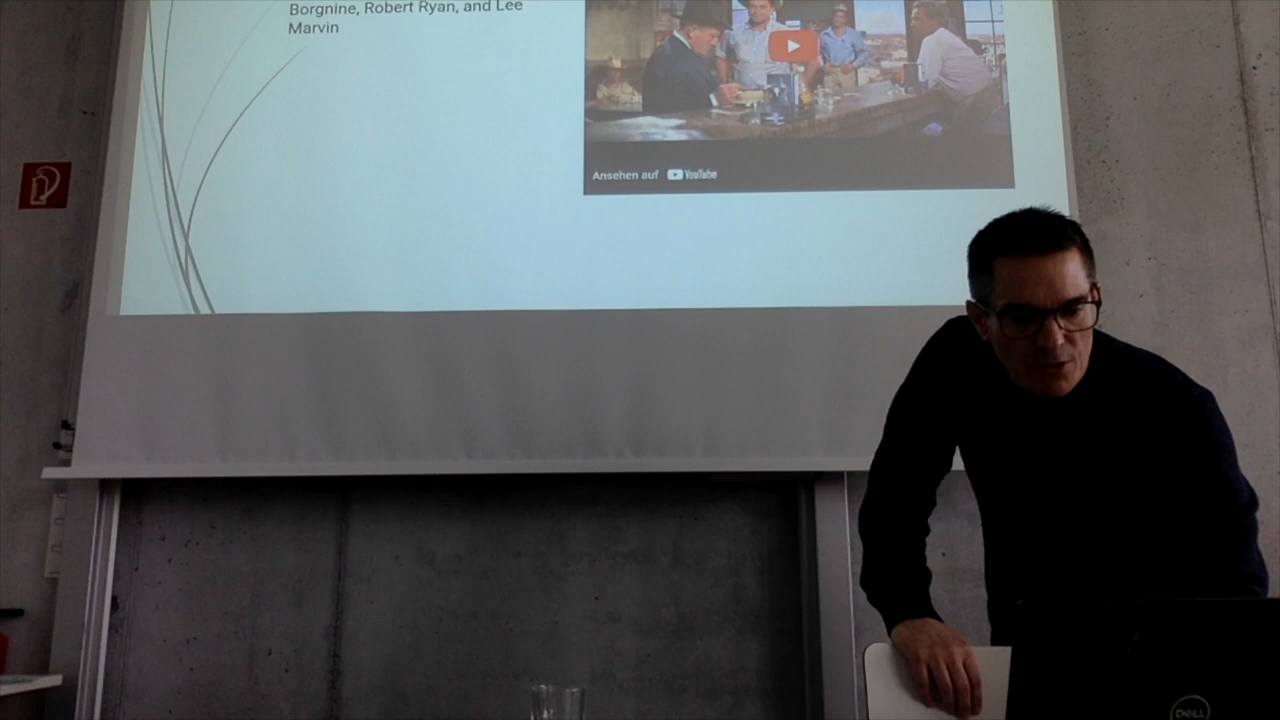 Borgnine, Robert Ryan, and Lee
Marvin
Ansehen auf YouTube
DELL